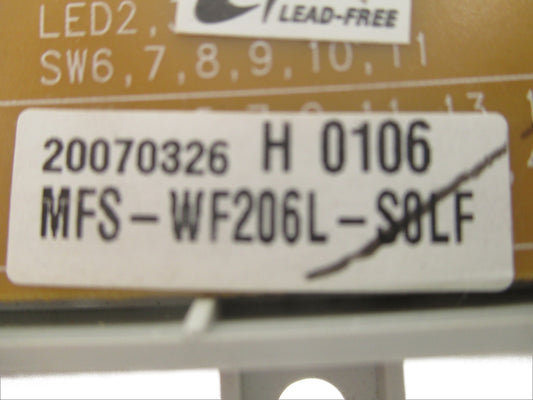 LED2,
LEAD-FREE
SW6,7,8,9,10,11
20070326 H 0106
MFS-WF206L-S0LF